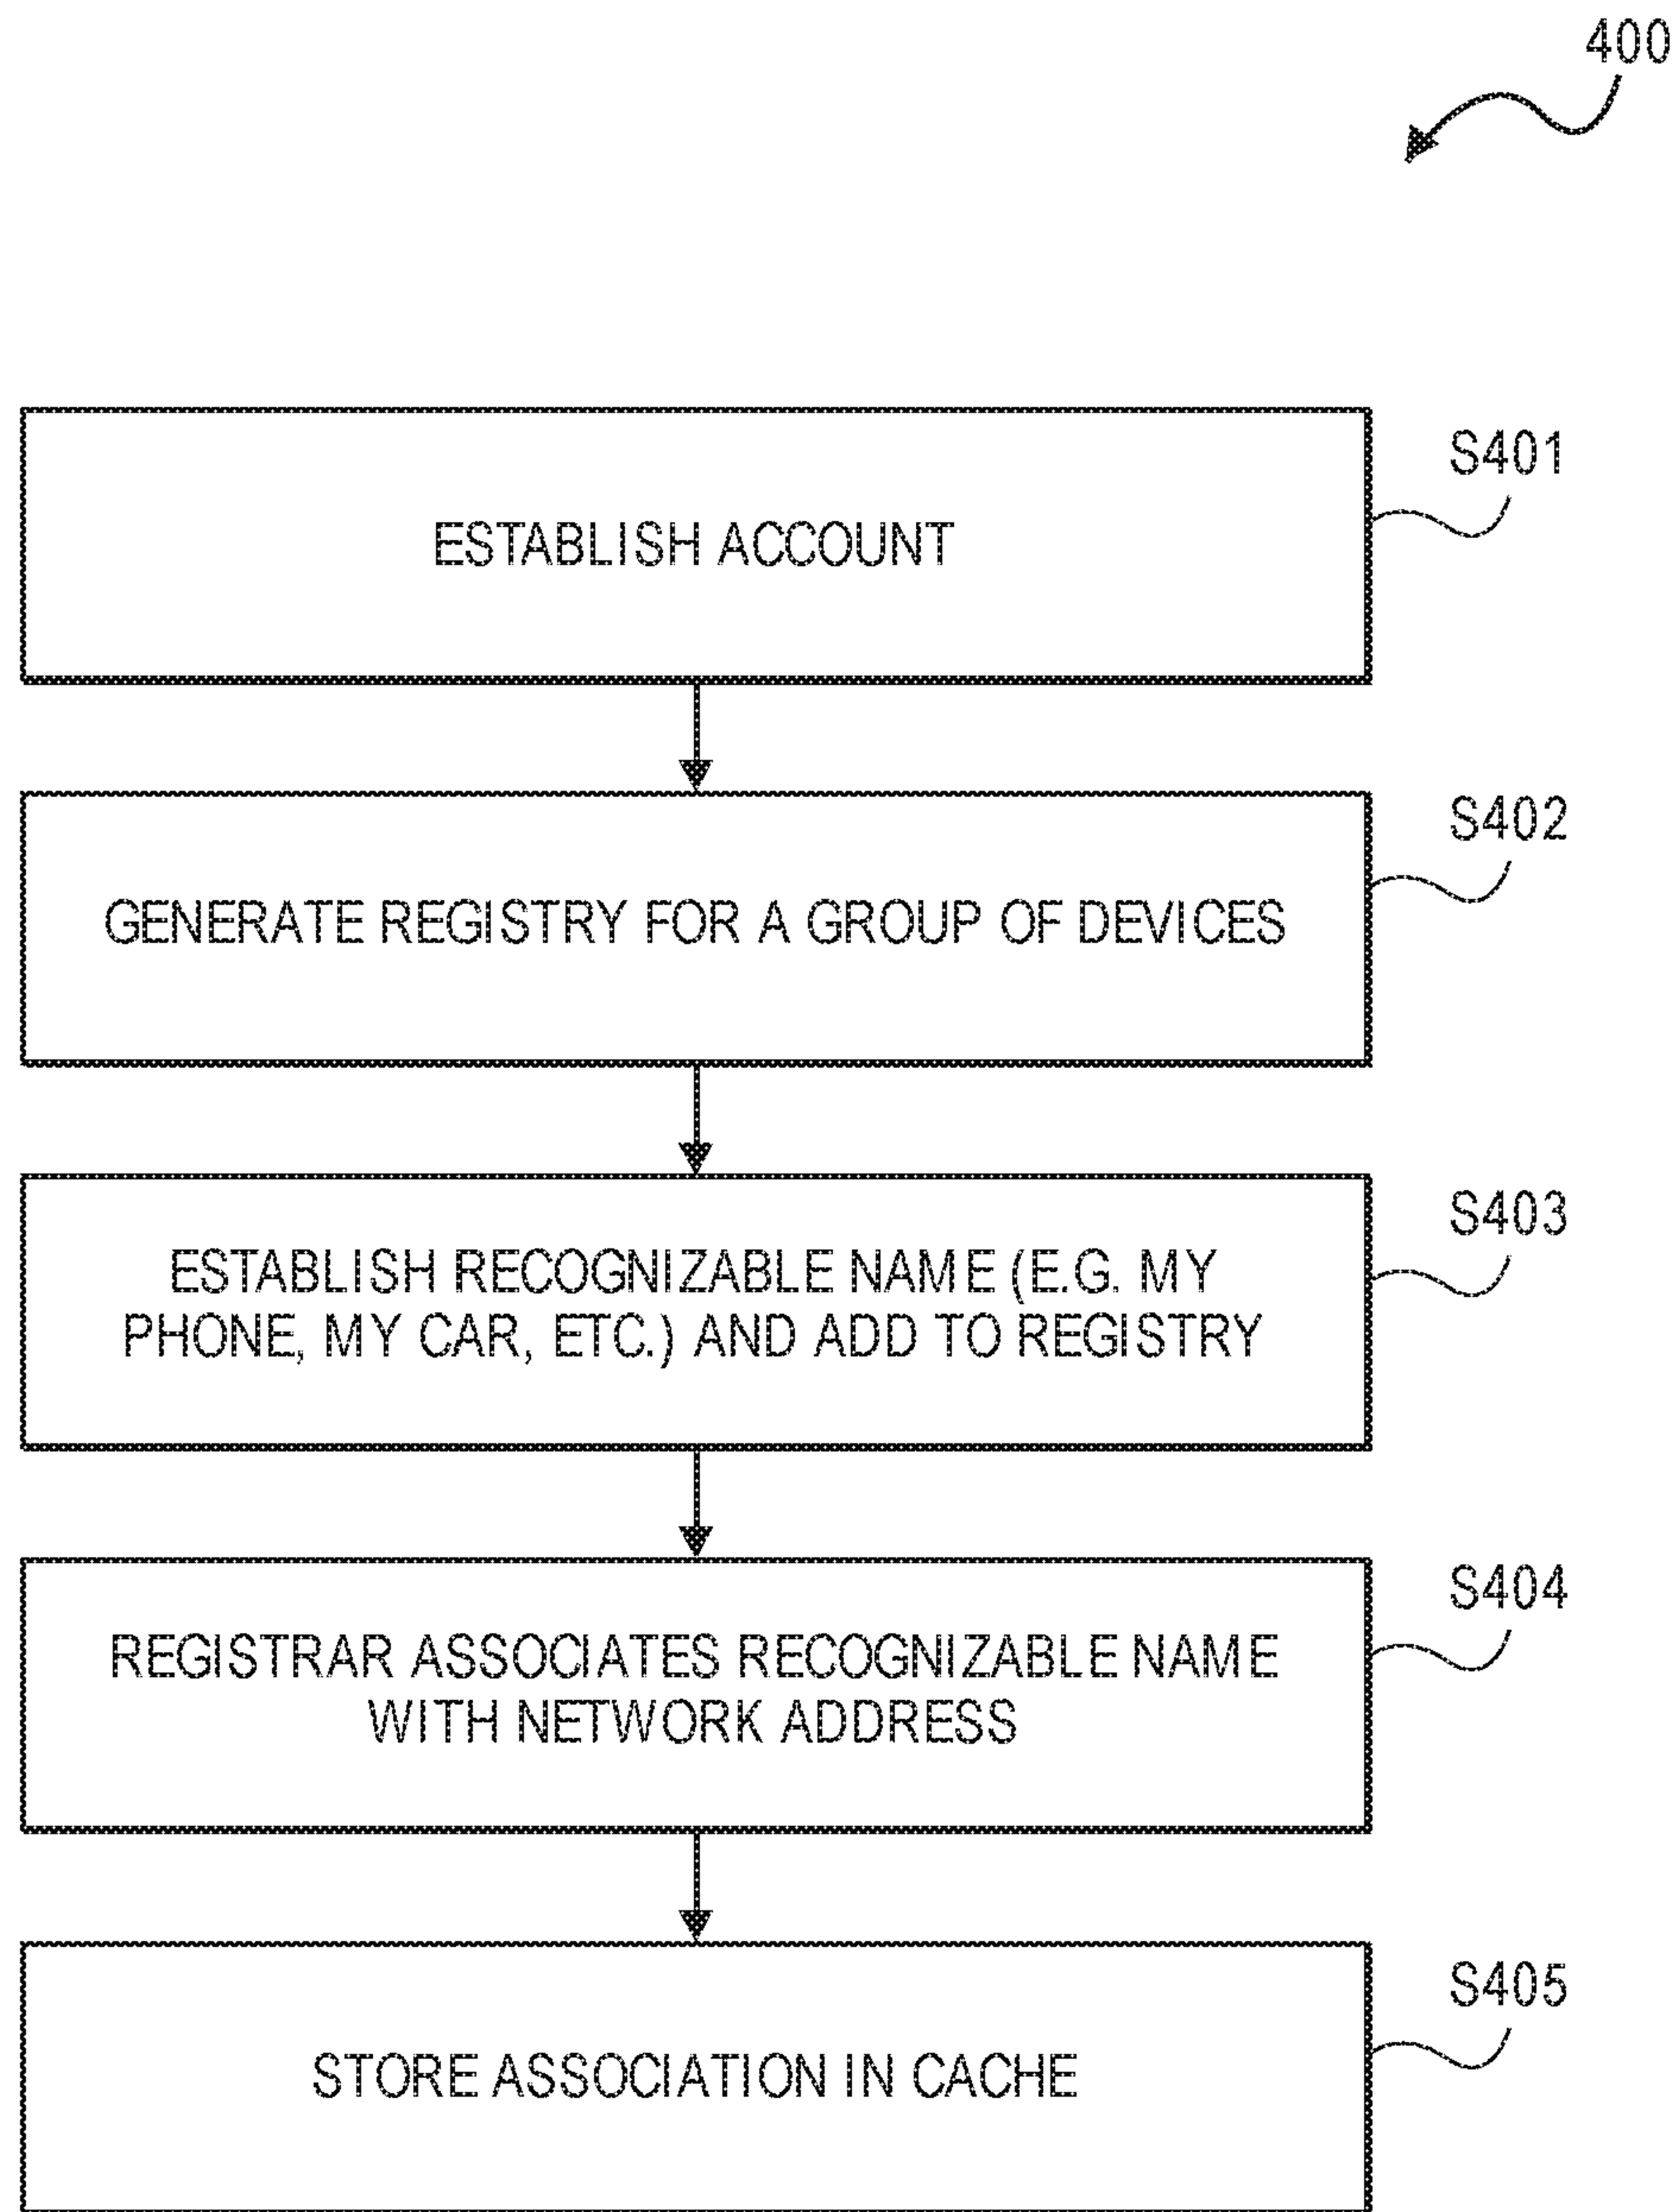 400
ESTABLISH ACCOUNT
S401
GENERATE REGISTRY FOR A GROUP OF DEVICES
S402
ESTABLISH RECOGNIZABLE NAME (E.G. MY
PHONE, MY CAR, ETC.) AND ADD TO REGISTRY
S403
REGISTRAR ASSOCIATES RECOGNIZABLE NAME
WITH NETWORK ADDRESS
S404
STORE ASSOCIATION IN CACHE
S405